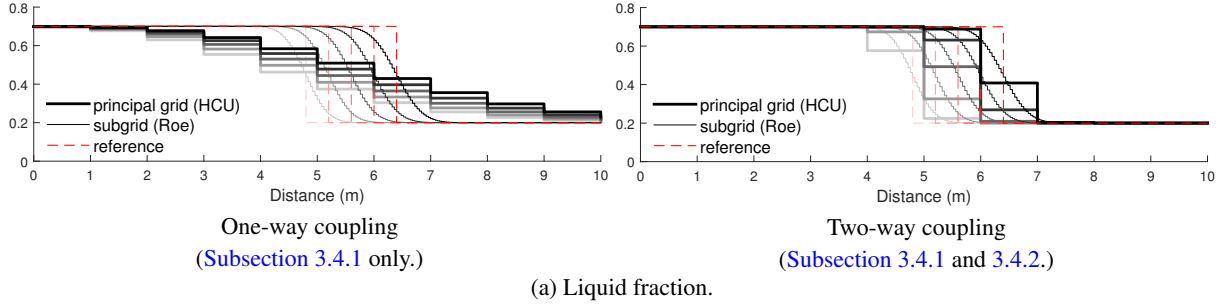 0.8
0.6
0.4
0.2
0
principal grid (HCU)
subgrid (Roe)
reference
0 1 2 3 4 5 6 7 8 9 10
Distance (m)
One-way coupling
(Subsection 3.4.1 only.)
0.8
0.6
0.4
0.2
0
principal grid (HCU)
subgrid (Roe)
reference
0 1 2 3 4 5 6 7 8 9 10
Distance (m)
Two-way coupling
(Subsection 3.4.1 and 3.4.2.)
(a) Liquid fraction.